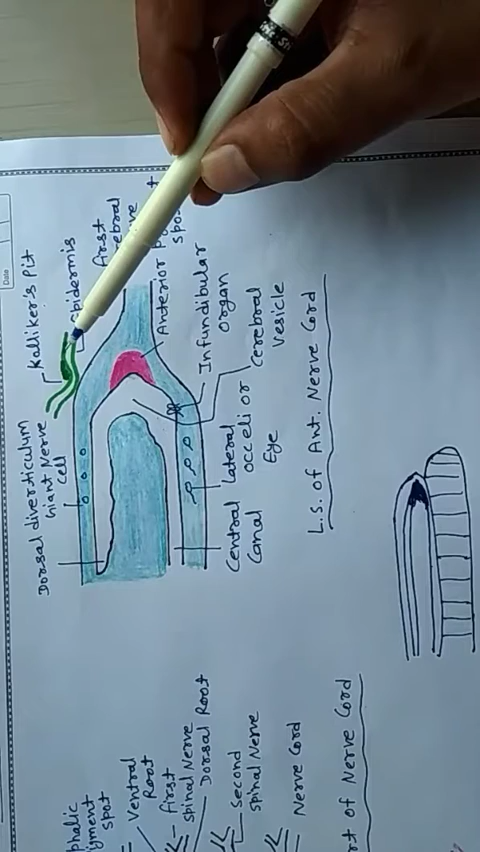 Kolliker's Pit
Epidermis
first
Anterior
Infundibular
organ
Cerebral
vesicle
Dorsal diverticulum
Giant Nerve
cell
Lateral
occeli or
Eye
Central
Canal
L.S. of Ant. Nerve Cord
spot
Ventral
Root
first
spinal Nerve
Dorsal Root
Second
spinal Nerve
Nerve Cord
of Nerve Cord
Date